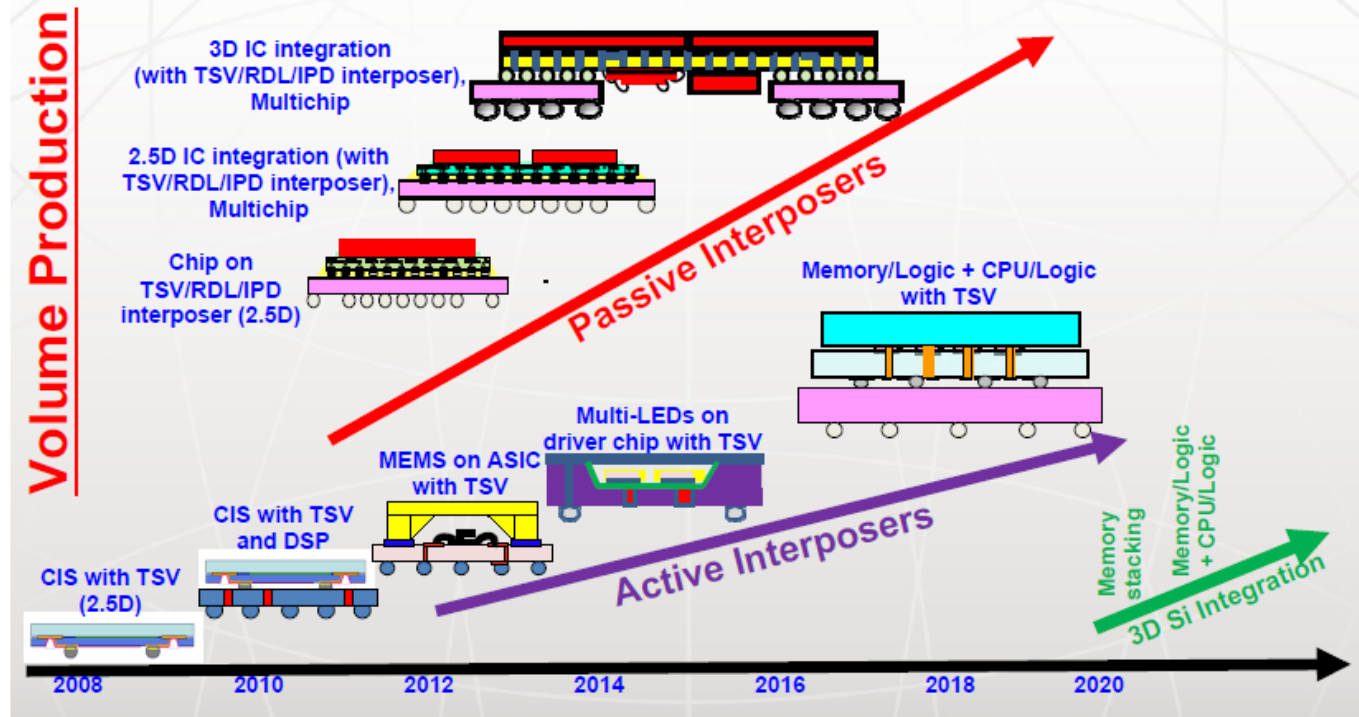 Volume Production
3D IC integration
(with TSV/RDL/IPD interposer),
Multichip
2.5D IC integration (with
TSV/RDL/IPD interposer),
Multichip
Chip on
TSV/RDL/IPD
interposer (2.5D)
Passive Interposers
Memory/Logic + CPU/Logic
with TSV
Multi-LEDs on
driver chip with TSV
MEMS on ASIC
with TSV
CIS with TSV
and DSP
CIS with TSV
(2.5D)
Active Interposers
Memory
stacking
Memory/Logic
+ CPU/Logic
3D Si Integration
2008 2010 2012 2014 2016 2018 2020